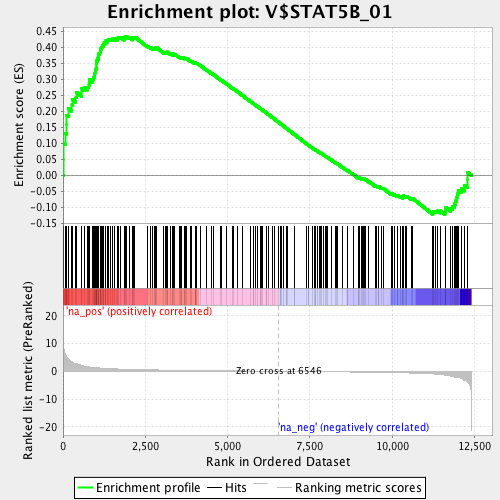 Enrichment plot: V$STAT5B_01
Enrichment score (ES)
0.45
0.40
0.35
0.30
0.25
0.20
0.15
0.10
0.05
0.00
-0.05
-0.10
-0.15
'na_pos' (positively correlated)
Ranked list metric (PreRanked)
20
10
0
-10
-20
Zero cross at 6546
'na_neg' (negatively correlated)
0
2,500
5,000
7,500
10,000
12,500
Rank in Ordered Dataset
Enrichment profile
Hits
Ranking metric scores